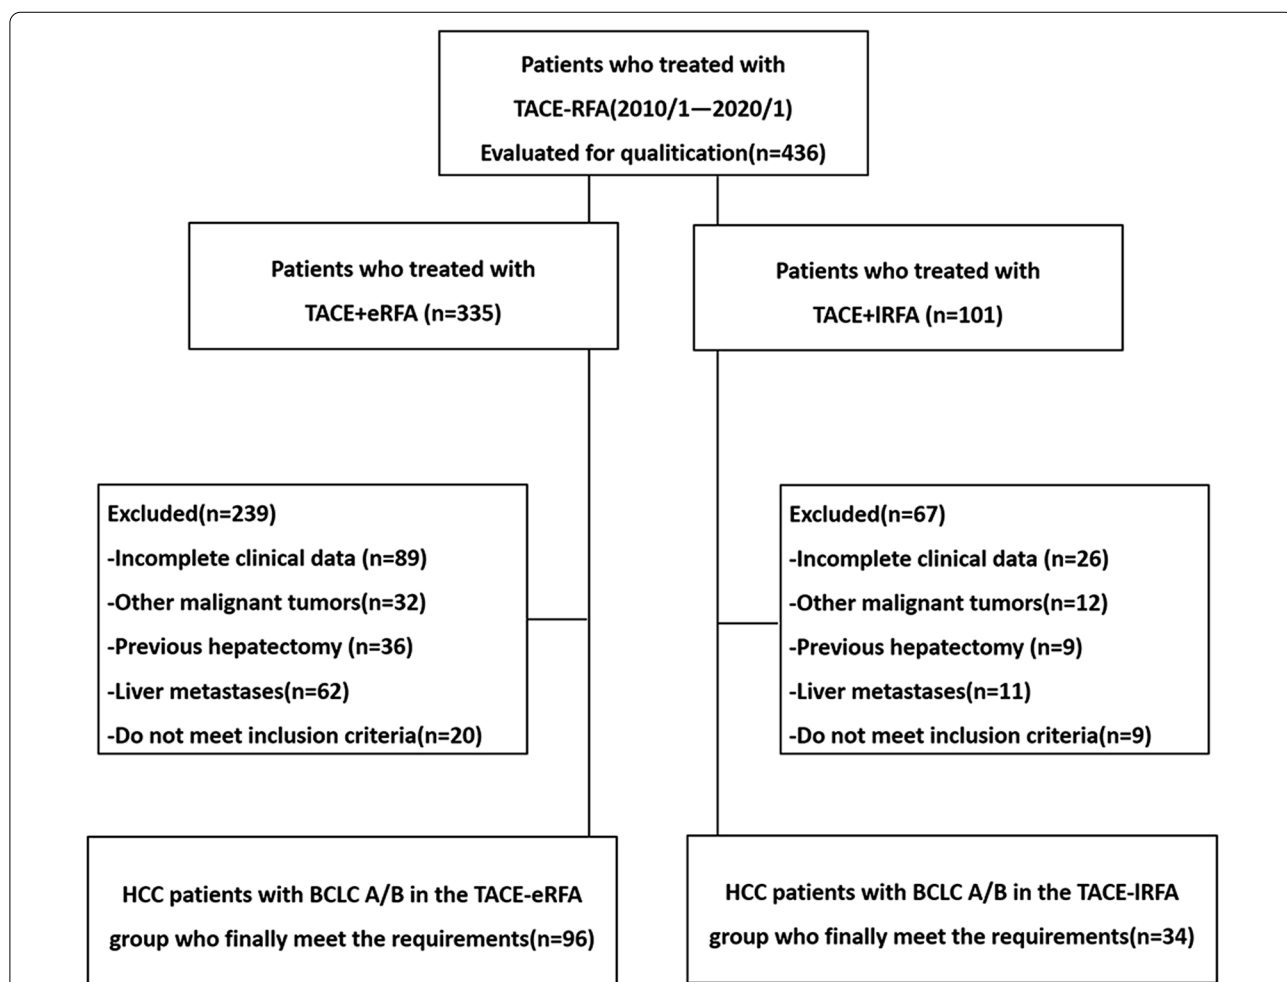 Patients who treated with
TACE-RFA(2010/1—2020/1)
Evaluated for qualitication(n=436)
Patients who treated with
TACE+eRFA (n=335)
Patients who treated with
TACE+lRFA (n=101)
Excluded(n=239)
-Incomplete clinical data (n=89)
-Other malignant tumors(n=32)
-Previous hepatectomy (n=36)
-Liver metastases(n=62)
-Do not meet inclusion criteria(n=20)
Excluded(n=67)
-Incomplete clinical data (n=26)
-Other malignant tumors(n=12)
-Previous hepatectomy (n=9)
-Liver metastases(n=11)
-Do not meet inclusion criteria(n=9)
HCC patients with BCLC A/B in the TACE-eRFA
group who finally meet the requirements(n=96)
HCC patients with BCLC A/B in the TACE-lRFA
group who finally meet the requirements(n=34)